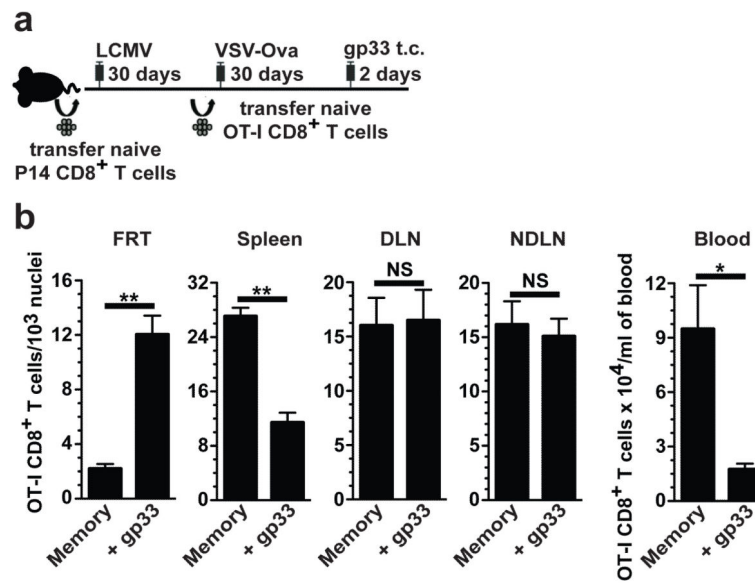 a
LCMV VSV-Ova gp33 t.c.
30 days 30 days 2 days
transfer naive
P14 CD8⁺ T cells
transfer naive
OT-I CD8⁺ T cells
b
FRT Spleen DLN NDLN Blood
OT-I CD8⁺ T cells/10³ nuclei
16
12
8
4
0
**
Memory
+ gp33
32
24
16
8
0
**
Memory
+ gp33
20
15
10
5
0
NS
Memory
+ gp33
20
15
10
5
0
NS
Memory
+ gp33
OT-I CD8⁺ T cells x 10⁴/ml of blood
12
9
6
3
0
*
Memory
+ gp33